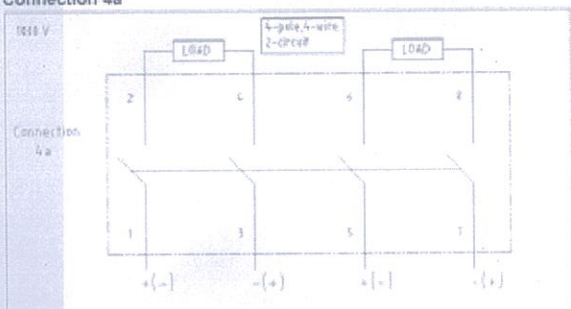 Connection 4a
1000 V
4-pole, 4-wire
2-circuit
LOAD
LOAD
2 4 6 8
Connection
4a
1 3 5 7
+(-) -(+) +(-) -(+)